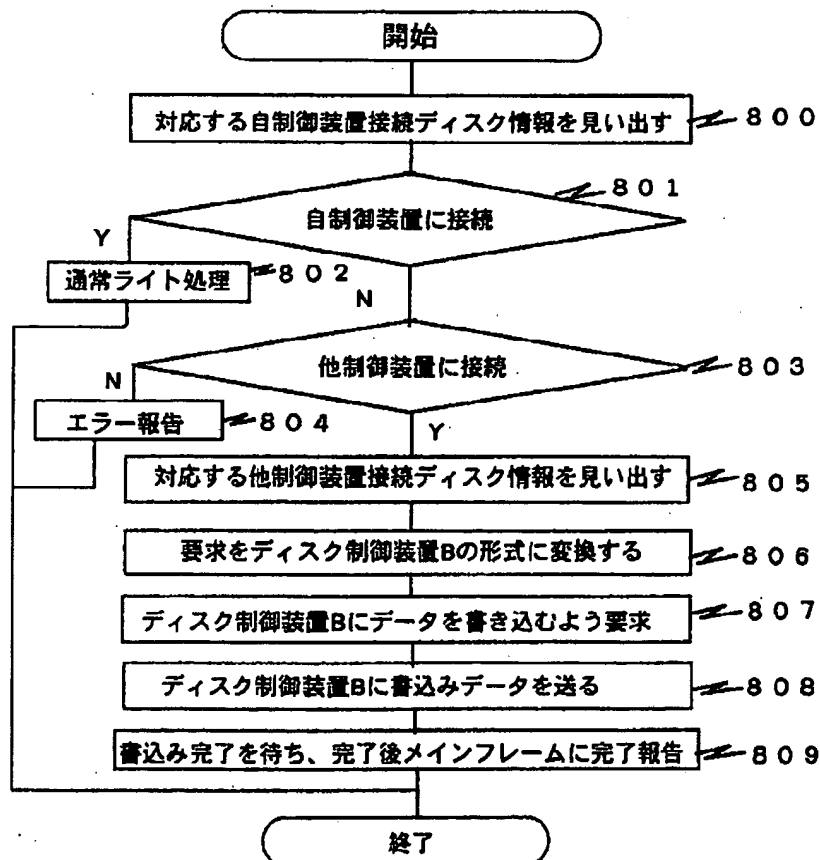 開始
対応する自制御装置接続ディスク情報を見い出す
800
801
自制御装置に接続
Y
通常ライト処理
802
N
他制御装置に接続
803
N
エラー報告
804
Y
対応する他制御装置接続ディスク情報を見い出す
805
要求をディスク制御装置Bの形式に変換する
806
ディスク制御装置Bにデータを書き込むよう要求
807
ディスク制御装置Bに書込みデータを送る
808
書込み完了を待ち、完了後メインフレームに完了報告
809
終了